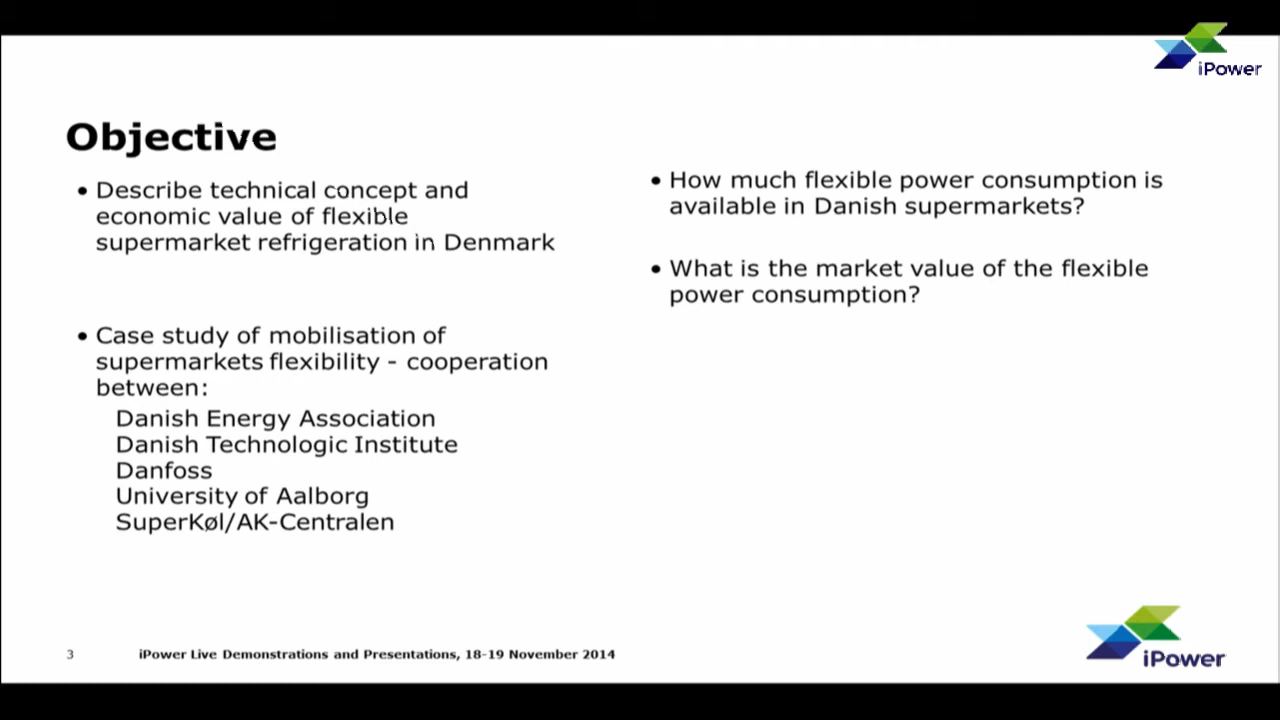 iPower
Objective
• Describe technical concept and
economic value of flexible
supermarket refrigeration in Denmark
• Case study of mobilisation of
supermarkets flexibility - cooperation
between:
Danish Energy Association
Danish Technologic Institute
Danfoss
University of Aalborg
SuperKøl/AK-Centralen
• How much flexible power consumption is
available in Danish supermarkets?
• What is the market value of the flexible
power consumption?
3
iPower Live Demonstrations and Presentations, 18-19 November 2014
iPower